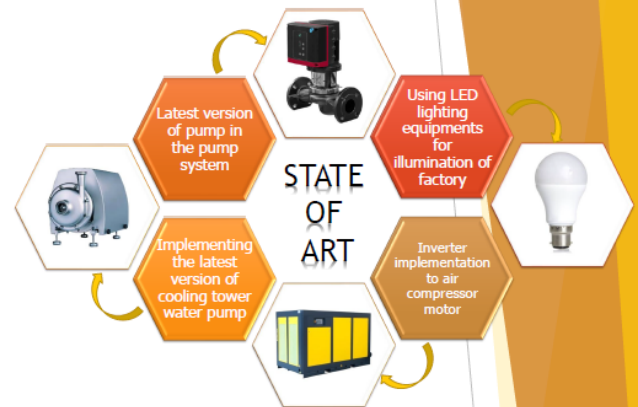 Latest version
of pump in
the pump
system
Using LED
lighting
equipments
for
illumination of
factory
STATE
OF
ART
Implementing
the latest
version of
cooling tower
water pump
Inverter
implementation
to air
compressor
motor